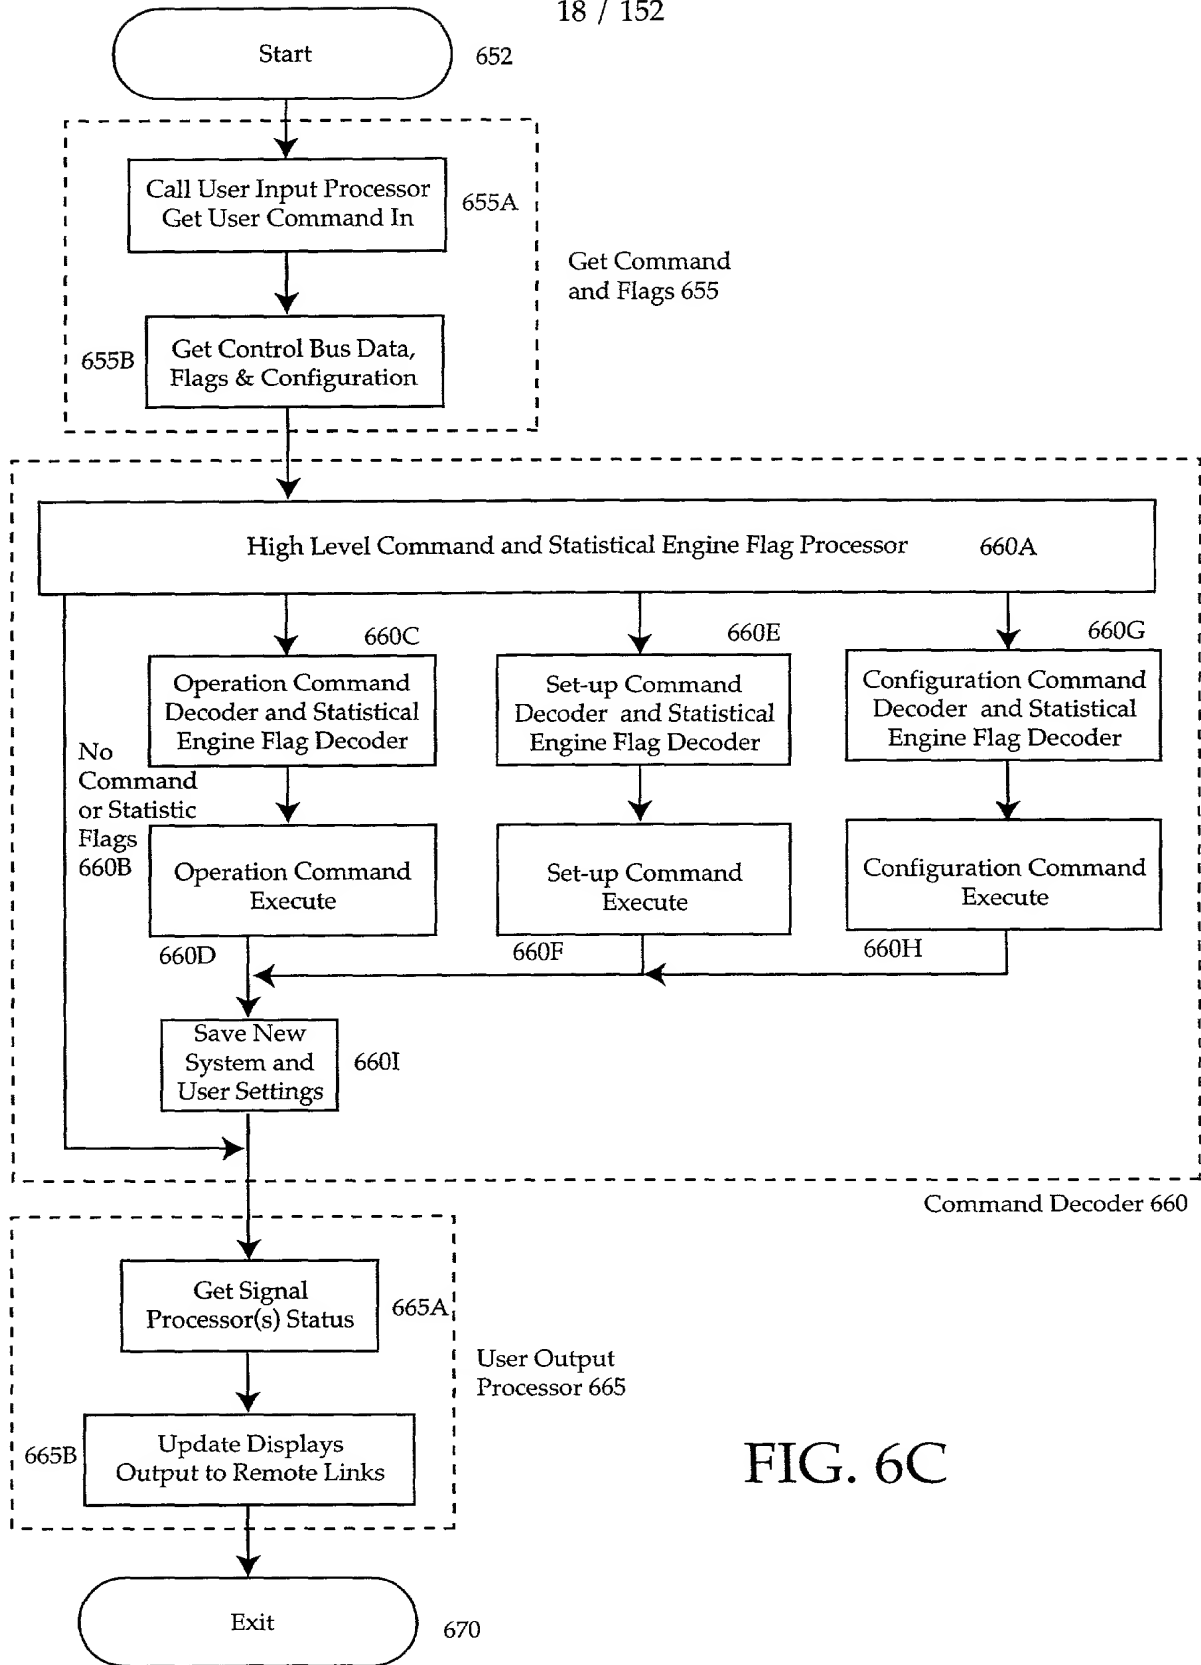 18 / 152
Start
652
Call User Input Processor
Get User Command In
655A
Get Command
and Flags 655
655B
Get Control Bus Data,
Flags & Configuration
High Level Command and Statistical Engine Flag Processor
660A
660C
660E
660G
Operation Command
Decoder and Statistical
Engine Flag Decoder
Set-up Command
Decoder and Statistical
Engine Flag Decoder
Configuration Command
Decoder and Statistical
Engine Flag Decoder
No
Command
or Statistic
Flags
660B
Operation Command
Execute
Set-up Command
Execute
Configuration Command
Execute
660D
660F
660H
Save New
System and
User Settings
660I
Command Decoder 660
Get Signal
Processor(s) Status
665A
User Output
Processor 665
665B
Update Displays
Output to Remote Links
FIG. 6C
Exit
670